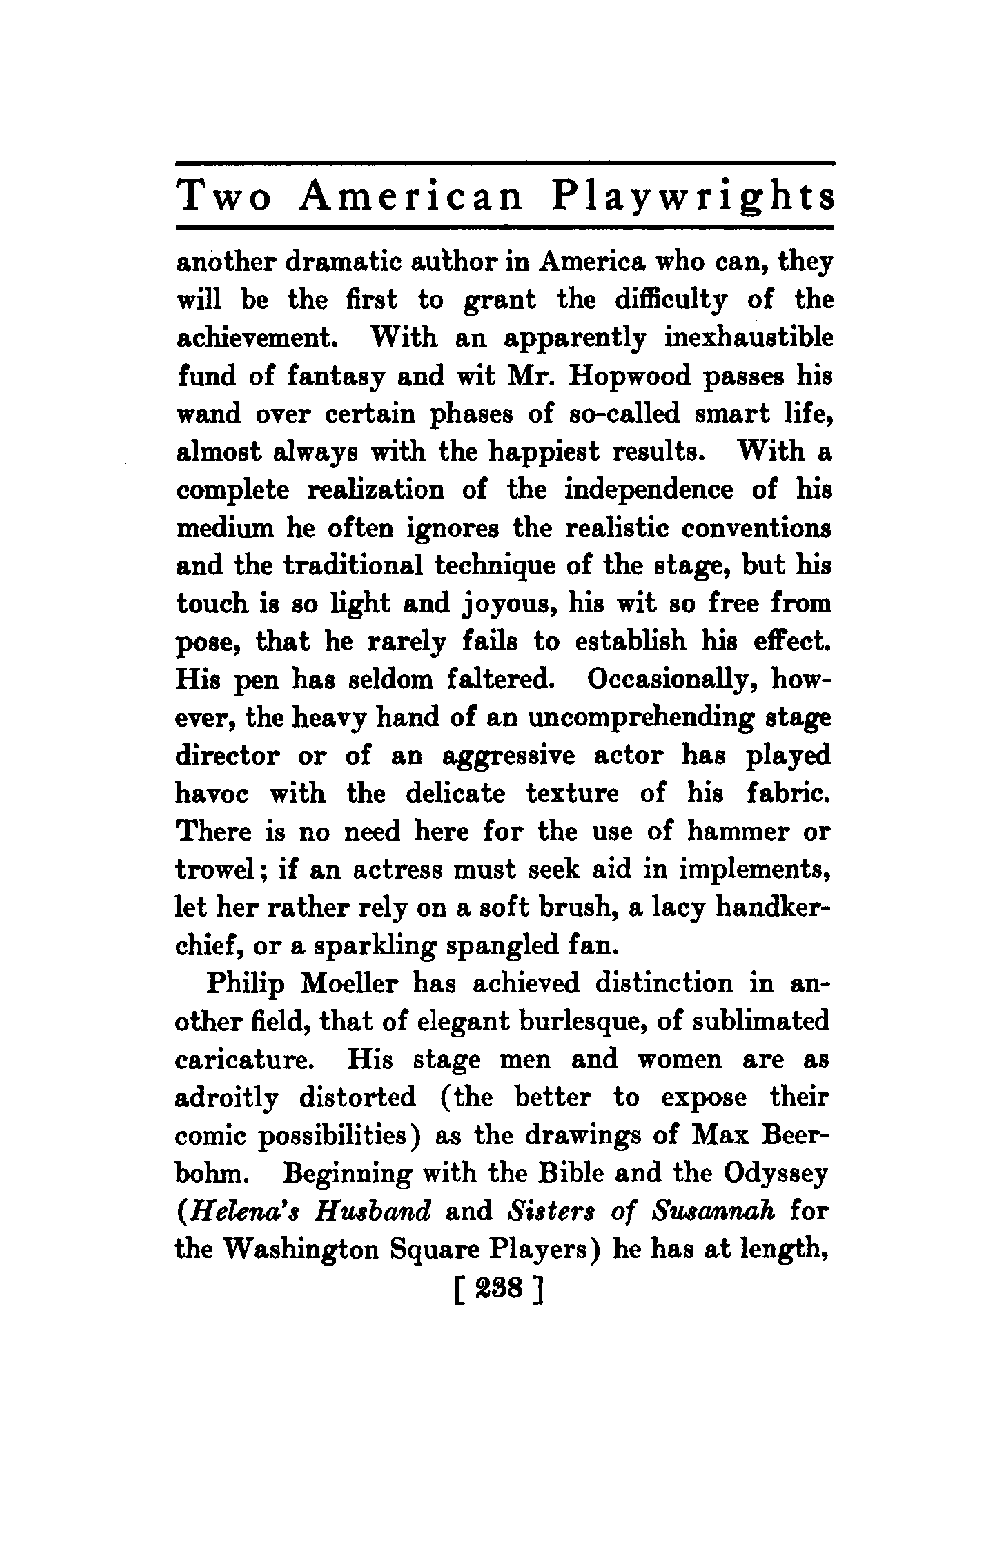 Two American Playwrights
another dramatic author in America who can, they
will be the first to grant the difficulty of the
achievement. With an apparently inexhaustible
fund of fantasy and wit Mr. Hopwood passes his
wand over certain phases of so-called smart life,
almost always with the happiest results. With a
complete realization of the independence of his
medium he often ignores the realistic conventions
and the traditional technique of the stage, but his
touch is so light and joyous, his wit so free from
pose, that he rarely fails to establish his effect.
His pen has seldom faltered. Occasionally, how-
ever, the heavy hand of an uncomprehending stage
director or of an aggressive actor has played
havoc with the delicate texture of his fabric.
There is no need here for the use of hammer or
trowel; if an actress must seek aid in implements,
let her rather rely on a soft brush, a lacy handker-
chief, or a sparkling spangled fan.
Philip Moeller has achieved distinction in an-
other field, that of elegant burlesque, of sublimated
caricature. His stage men and women are as
adroitly distorted (the better to expose their
comic possibilities) as the drawings of Max Beer-
bohm. Beginning with the Bible and the Odyssey
(Helena's Husband and Sisters of Susannah for
the Washington Square Players) he has at length,
[ 238 ]